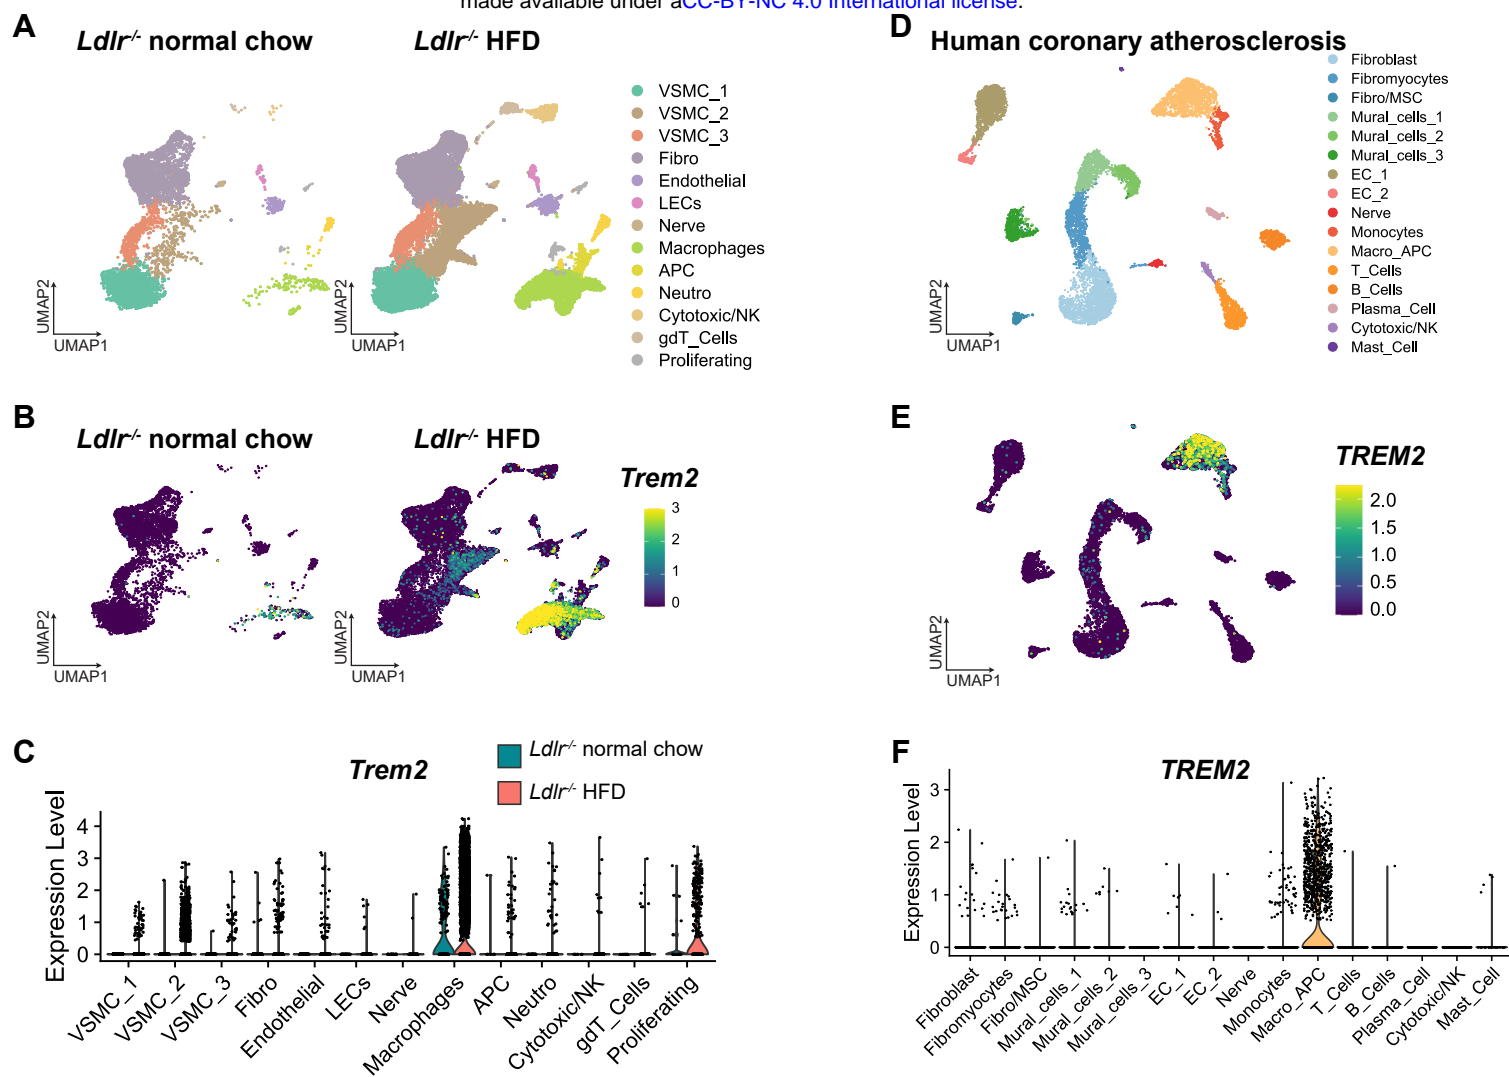 made available under aCC-BY-NC 4.0 International license.
A
Ldlr-/- normal chow
Ldlr-/- HFD
VSMC_1
VSMC_2
VSMC_3
Fibro
Endothelial
LECs
Nerve
Macrophages
APC
Neutro
Cytotoxic/NK
gdT_Cells
Proliferating
UMAP2
UMAP1
UMAP2
UMAP1
D
Human coronary atherosclerosis
Fibroblast
Fibromyocytes
Fibro/MSC
Mural_cells_1
Mural_cells_2
Mural_cells_3
EC_1
EC_2
Nerve
Monocytes
Macro_APC
T_Cells
B_Cells
Plasma_Cell
Cytotoxic/NK
Mast_Cell
UMAP2
UMAP1
B
Ldlr-/- normal chow
Ldlr-/- HFD
Trem2
3
2
1
0
UMAP2
UMAP1
UMAP2
UMAP1
E
TREM2
2.0
1.5
1.0
0.5
0.0
UMAP2
UMAP1
C
Trem2
Ldlr-/- normal chow
Ldlr-/- HFD
Expression Level
4
3
2
1
0
VSMC_1
VSMC_2
VSMC_3
Fibro
Endothelial
LECs
Nerve
Macrophages
APC
Neutro
Cytotoxic/NK
gdT_Cells
Proliferating
F
TREM2
Expression Level
3
2
1
0
Fibroblast
Fibromyocytes
Fibro/MSC
Mural_cells_1
Mural_cells_2
Mural_cells_3
EC_1
EC_2
Nerve
Monocytes
Macro_APC
T_Cells
B_Cells
Plasma_Cell
Cytotoxic/NK
Mast_Cell